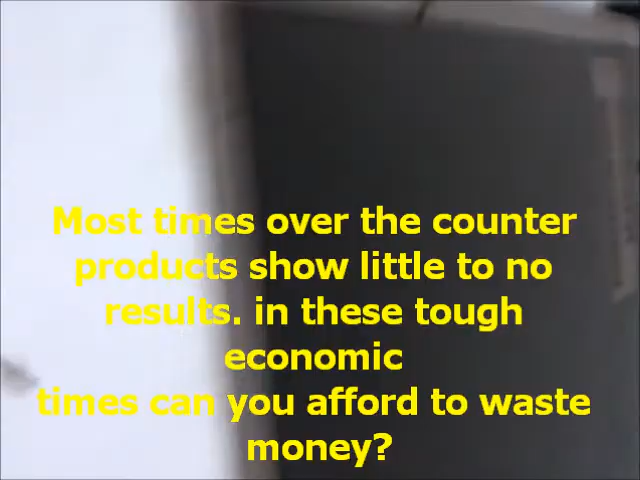 Most times over the counter
products show little to no
results. in these tough
economic
times can you afford to waste
money?